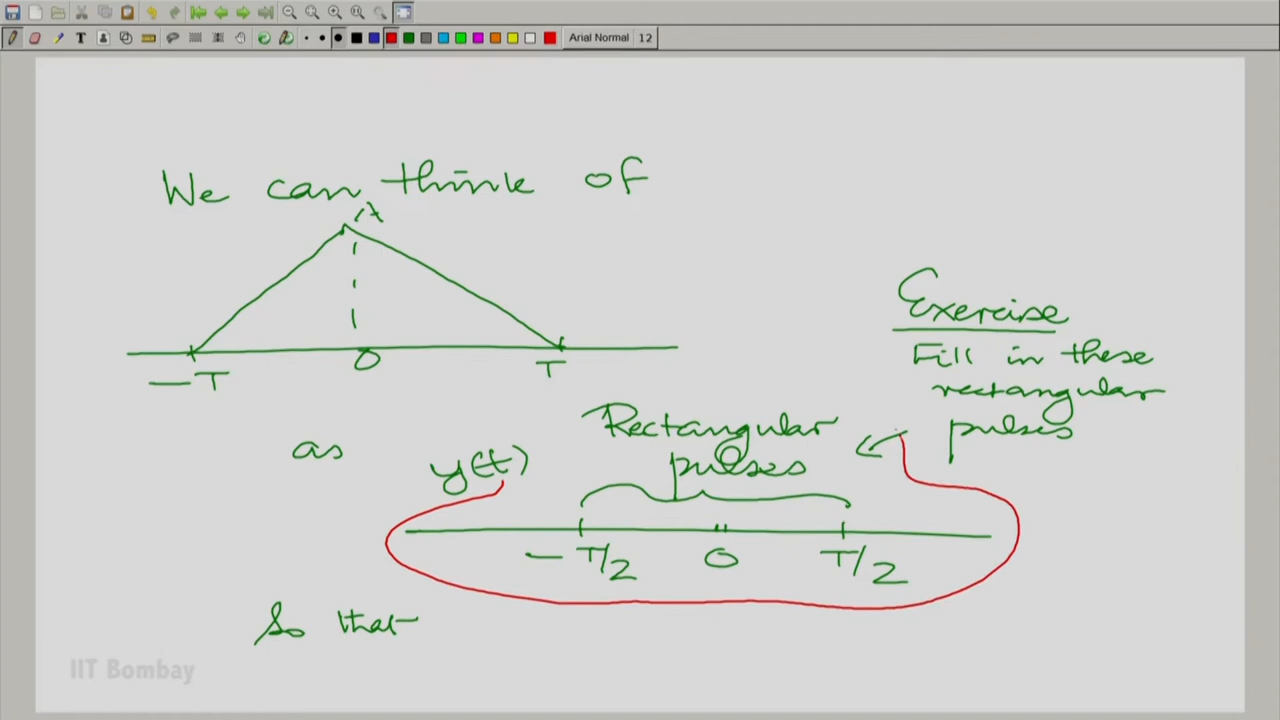 Arial Normal 12
We can think of
A
-T 0 T
Exercise
Fill in these
rectangular
pulses
as
y(t)
Rectangular
pulses
-T/2 0 T/2
So that
IIT Bombay